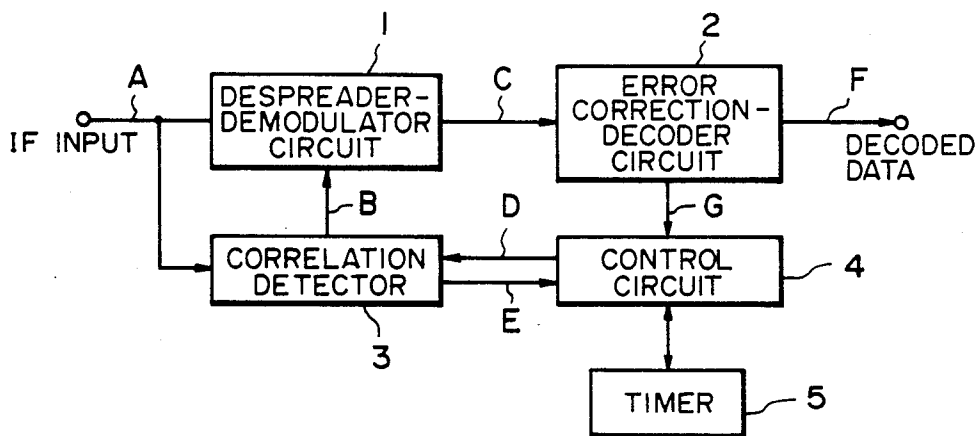 1
2
A
DESPREADER-
DEMODULATOR
CIRCUIT
C
ERROR
CORRECTION-
DECODER
CIRCUIT
F
IF INPUT
DECODED
DATA
B
D
G
CORRELATION
DETECTOR
CONTROL
CIRCUIT
4
E
3
TIMER
5